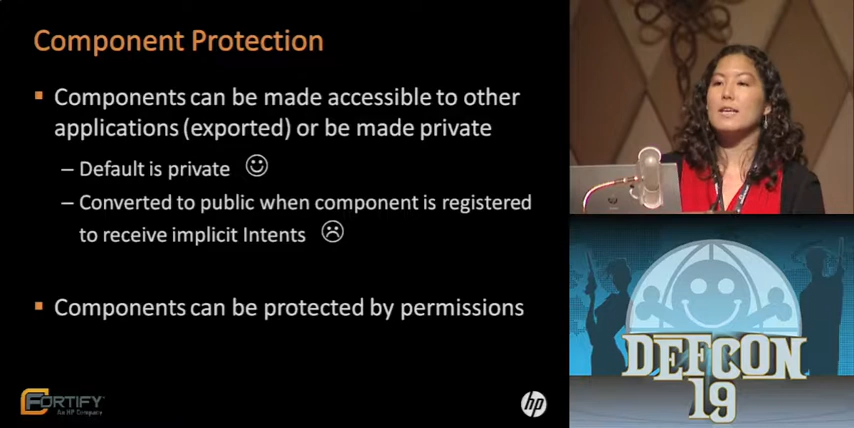 Component Protection
Components can be made accessible to other
applications (exported) or be made private
– Default is private
– Converted to public when component is registered
to receive implicit Intents
Components can be protected by permissions
FORTIFY
An HP Company
hp
DEFCON
19